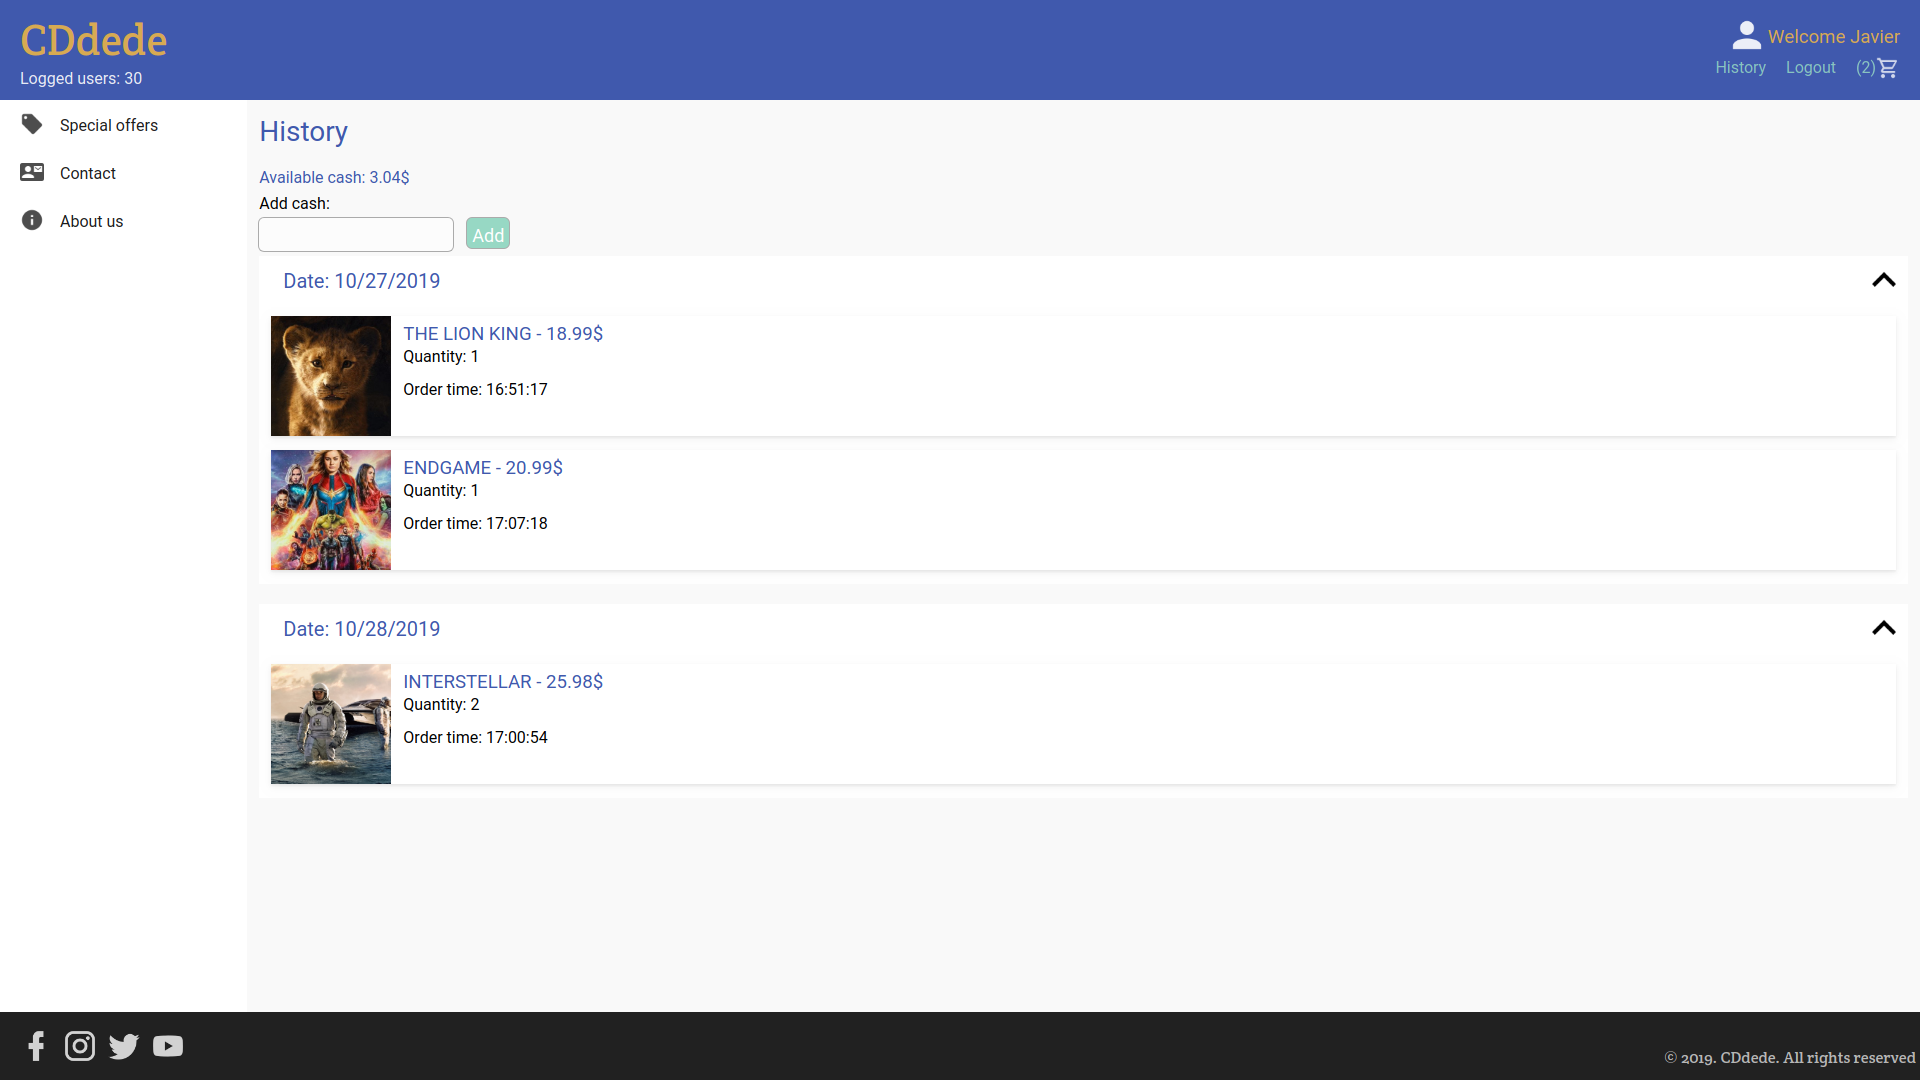 CDdede
Logged users: 30
Welcome Javier
History
Logout
(2)
Special offers
Contact
About us
History
Available cash: 3.04$
Add cash:
Add
Date: 10/27/2019
THE LION KING - 18.99$
Quantity: 1
Order time: 16:51:17
ENDGAME - 20.99$
Quantity: 1
Order time: 17:07:18
Date: 10/28/2019
INTERSTELLAR - 25.98$
Quantity: 2
Order time: 17:00:54
© 2019. CDdede. All rights reserved